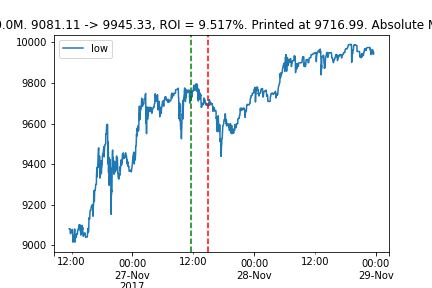 0.0M. 9081.11 -> 9945.33, ROI = 9.517%. Printed at 9716.99. Absolute
10000
low
9800
9600
9400
9200
9000
12:00 00:00 12:00 00:00 12:00 00:00
27-Nov 28-Nov 29-Nov
2017